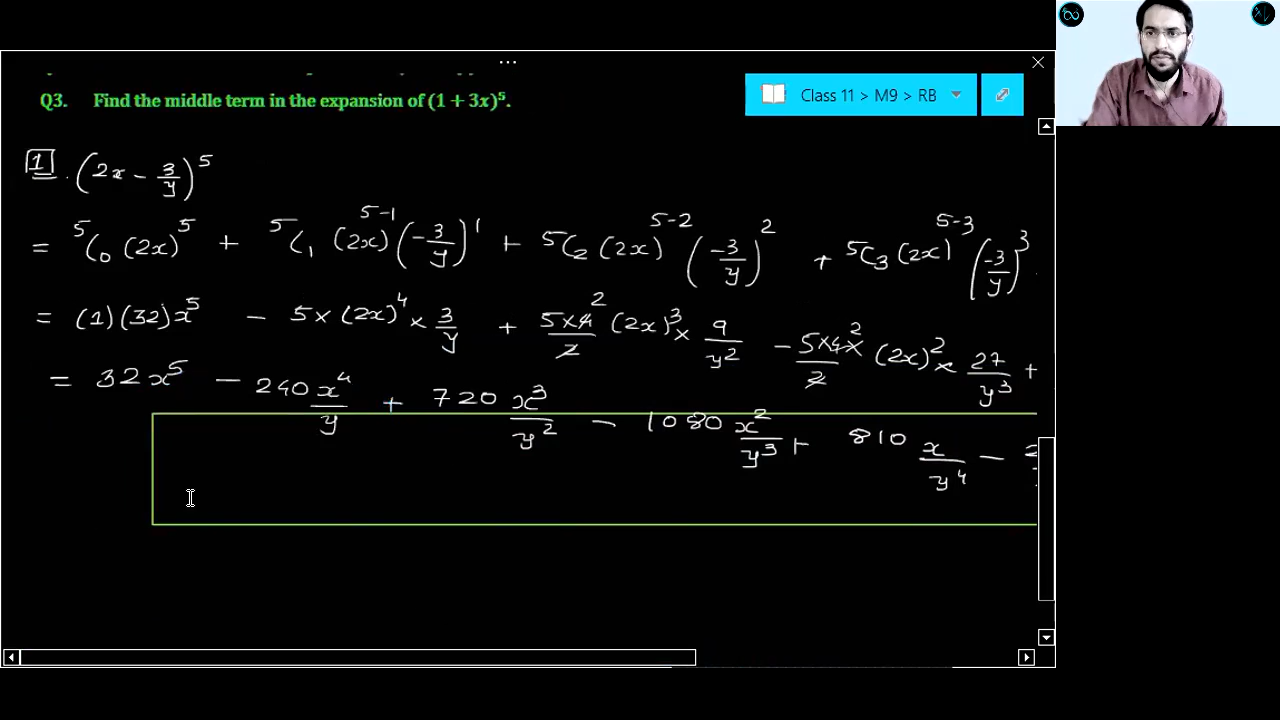 Q3. Find the middle term in the expansion of (1 + 3x)⁵.
Class 11 > M9 > RB
1. (2x - 3/y)⁵
= ⁵C₀ (2x)⁵ + ⁵C₁ (2x)⁵⁻¹ (-3/y)¹ + ⁵C₂ (2x)⁵⁻² (-3/y)² + ⁵C₃ (2x)⁵⁻³ (-3/y)³
= (1)(32)x⁵ - 5 × (2x)⁴ × 3/y + 5×4²/2 (2x)³ × 9/y² - 5×4ײ/2 (2x)² × 27/y³ +
= 32x⁵ - 240 x⁴/y + 720 x³/y² - 1080 x²/y³ + 810 x/y⁴ -